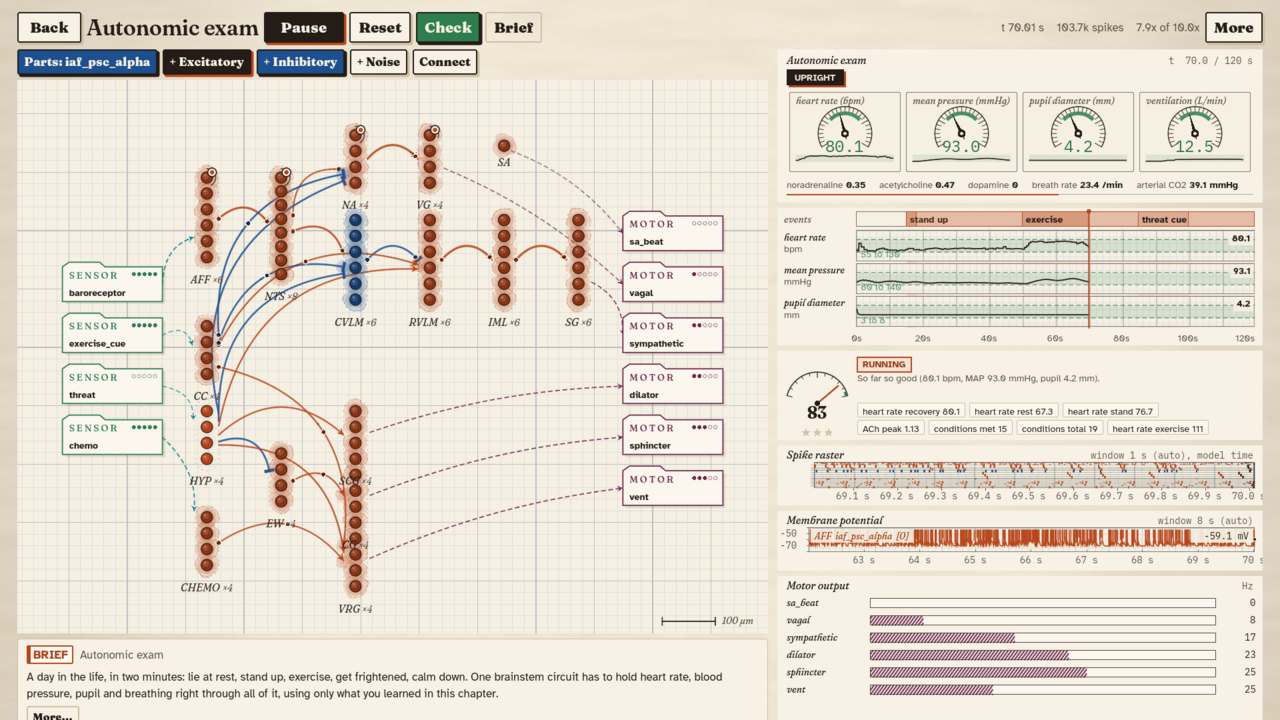 Back
Autonomic exam
Pause
Reset
Check
Brief
t 70.01 s 103.7k spikes 7.9x of 10.0x
More
Parts: iaf_psc_alpha
+ Excitatory
+ Inhibitory
+ Noise
Connect
NA ×4
VG ×4
SA
AFF ×6
NTS ×8
CVLM ×6
RVLM ×6
IML ×6
SG ×6
CC ×4
HYP ×4
EW ×4
CHEMO ×4
VRG ×4
SENSOR
baroreceptor
SENSOR
exercise_cue
SENSOR
threat
SENSOR
chemo
MOTOR
sa_beat
MOTOR
vagal
MOTOR
sympathetic
MOTOR
dilator
MOTOR
sphincter
MOTOR
vent
100 µm
BRIEF Autonomic exam
A day in the life, in two minutes: lie at rest, stand up, exercise, get frightened, calm down. One brainstem circuit has to hold heart rate, blood
pressure, pupil and breathing right through all of it, using only what you learned in this chapter.
More...
Autonomic exam t 70.0 / 120 s
UPRIGHT
heart rate (bpm)
80.1
mean pressure (mmHg)
93.0
pupil diameter (mm)
4.2
ventilation (L/min)
12.5
noradrenaline 0.35 acetylcholine 0.47 dopamine 0 breath rate 23.4 /min arterial CO2 39.1 mmHg
events stand up exercise threat cue
heart rate
bpm
80.1
55 to 130
mean pressure
mmHg
93.1
80 to 140
pupil diameter
mm
4.2
3 to 8
0s 20s 40s 60s 80s 100s 120s
83
★★★
RUNNING
So far so good (80.1 bpm, MAP 93.0 mmHg, pupil 4.2 mm).
heart rate recovery 80.1 heart rate rest 67.3 heart rate stand 76.7
ACh peak 1.13 conditions met 15 conditions total 19 heart rate exercise 111
Spike raster window 1 s (auto), model time
69.1 s 69.2 s 69.3 s 69.4 s 69.5 s 69.6 s 69.7 s 69.8 s 69.9 s 70.0 s
Membrane potential window 8 s (auto)
-50
-70
AFF iaf_psc_alpha [0]
-59.1 mV
63 s 64 s 65 s 66 s 67 s 68 s 69 s 70 s
Motor output Hz
sa_beat 0
vagal 8
sympathetic 17
dilator 23
sphincter 25
vent 25